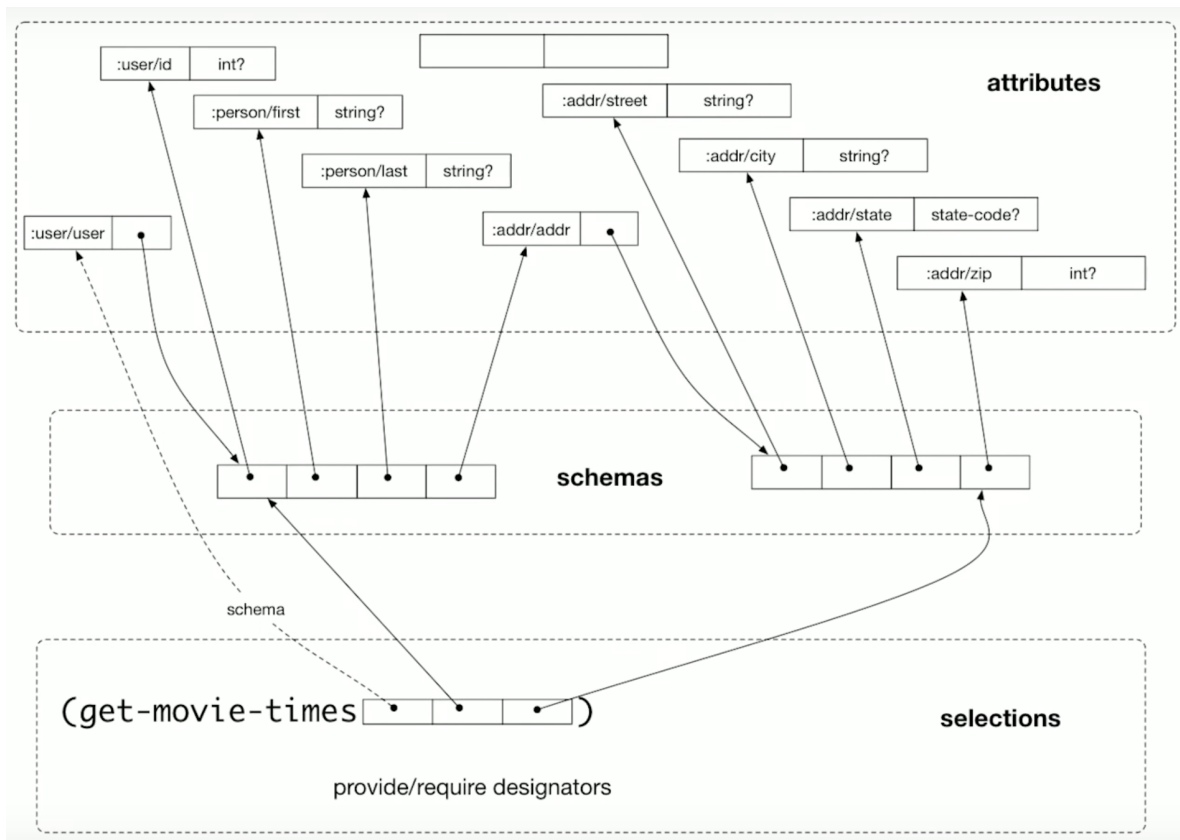 :user/id int?
attributes
:addr/street string?
:person/first string?
:addr/city string?
:person/last string?
:addr/state state-code?
:user/user
:addr/addr
:addr/zip int?
schemas
schema
(get-movie-times )
selections
provide/require designators